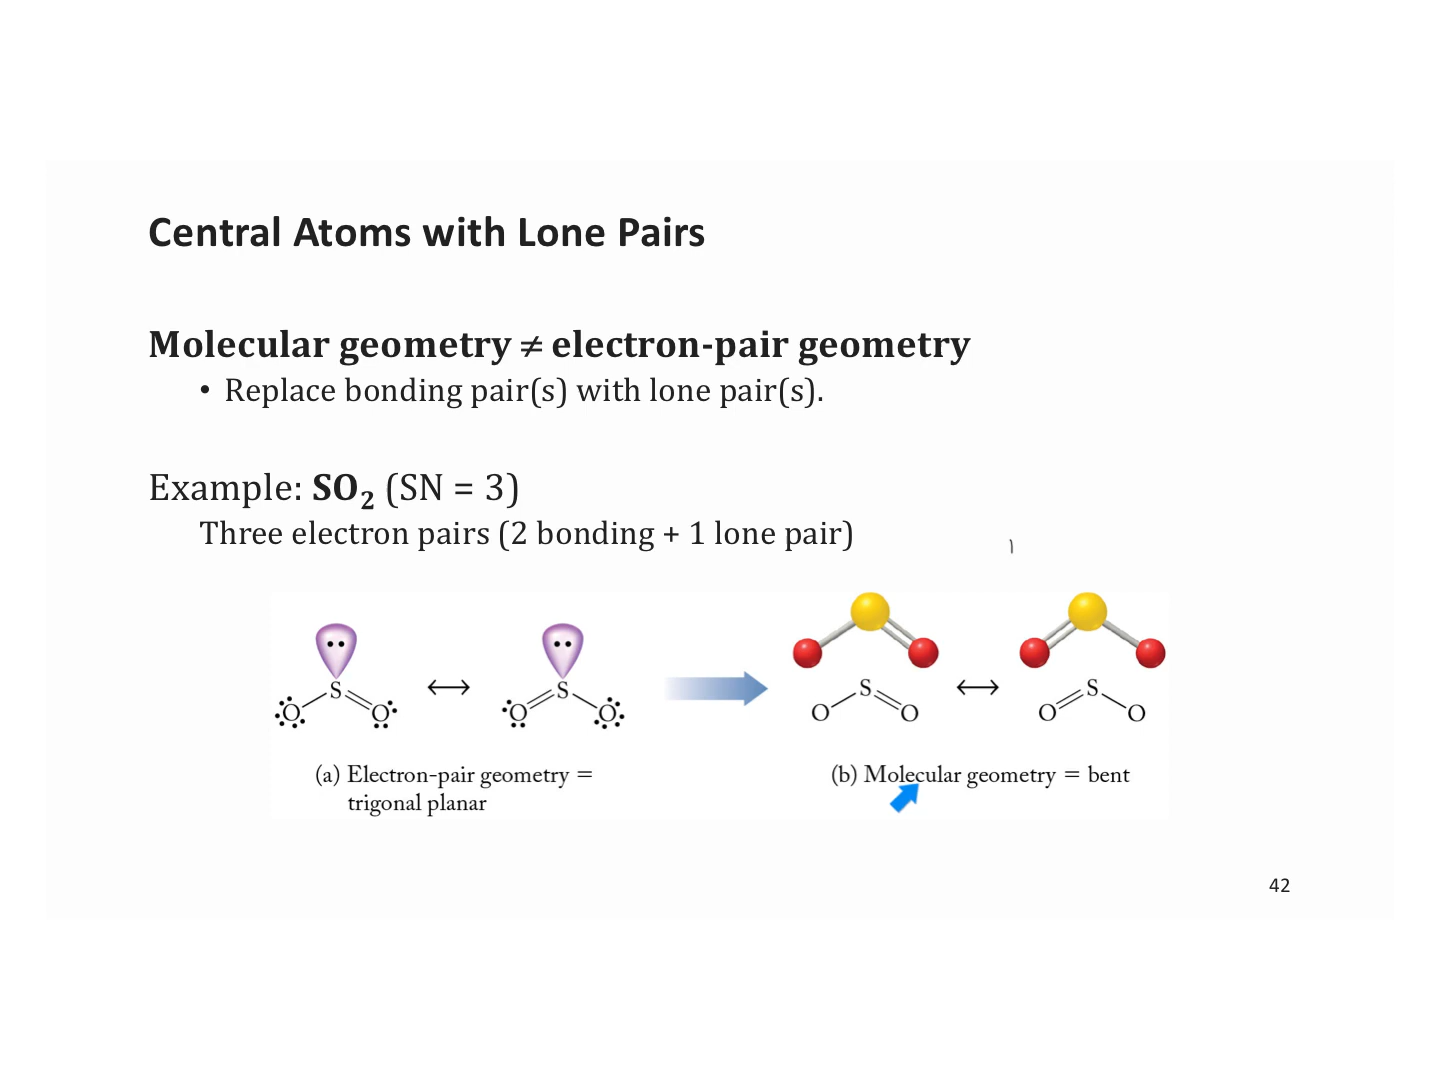 Central Atoms with Lone Pairs
Molecular geometry ≠ electron-pair geometry
• Replace bonding pair(s) with lone pair(s).
Example: SO₂ (SN = 3)
Three electron pairs (2 bonding + 1 lone pair)
S S S S
O O O O O O O O
(a) Electron-pair geometry = trigonal planar
(b) Molecular geometry = bent
42